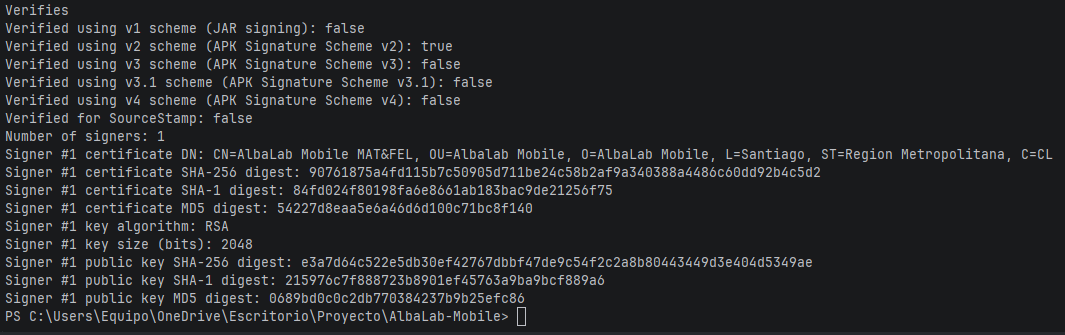 Verifies
Verified using v1 scheme (JAR signing): false
Verified using v2 scheme (APK Signature Scheme v2): true
Verified using v3 scheme (APK Signature Scheme v3): false
Verified using v3.1 scheme (APK Signature Scheme v3.1): false
Verified using v4 scheme (APK Signature Scheme v4): false
Verified for SourceStamp: false
Number of signers: 1
Signer #1 certificate DN: CN=AlbaLab Mobile MAT&FEL, OU=Albalab Mobile, O=AlbaLab Mobile, L=Santiago, ST=Region Metropolitana, C=CL
Signer #1 certificate SHA-256 digest: 90761875a4fd115b7c50905d711be24c58b2af9a340388a4486c60dd92b4c5d2
Signer #1 certificate SHA-1 digest: 84fd024f80198fa6e8661ab183bac9de21256f75
Signer #1 certificate MD5 digest: 54227d8eaa5e6a46d6d100c71bc8f140
Signer #1 key algorithm: RSA
Signer #1 key size (bits): 2048
Signer #1 public key SHA-256 digest: e3a7d64c522e5db30ef42767dbbf47de9c54f2c2a8b80443449d3e404d5349ae
Signer #1 public key SHA-1 digest: 215976c7f888723b8901ef45763a9ba9bcf889a6
Signer #1 public key MD5 digest: 0689bd0c0c2db770384237b9b25efc86
PS C:\Users\Equipo\OneDrive\Escritorio\Proyecto\AlbaLab-Mobile>